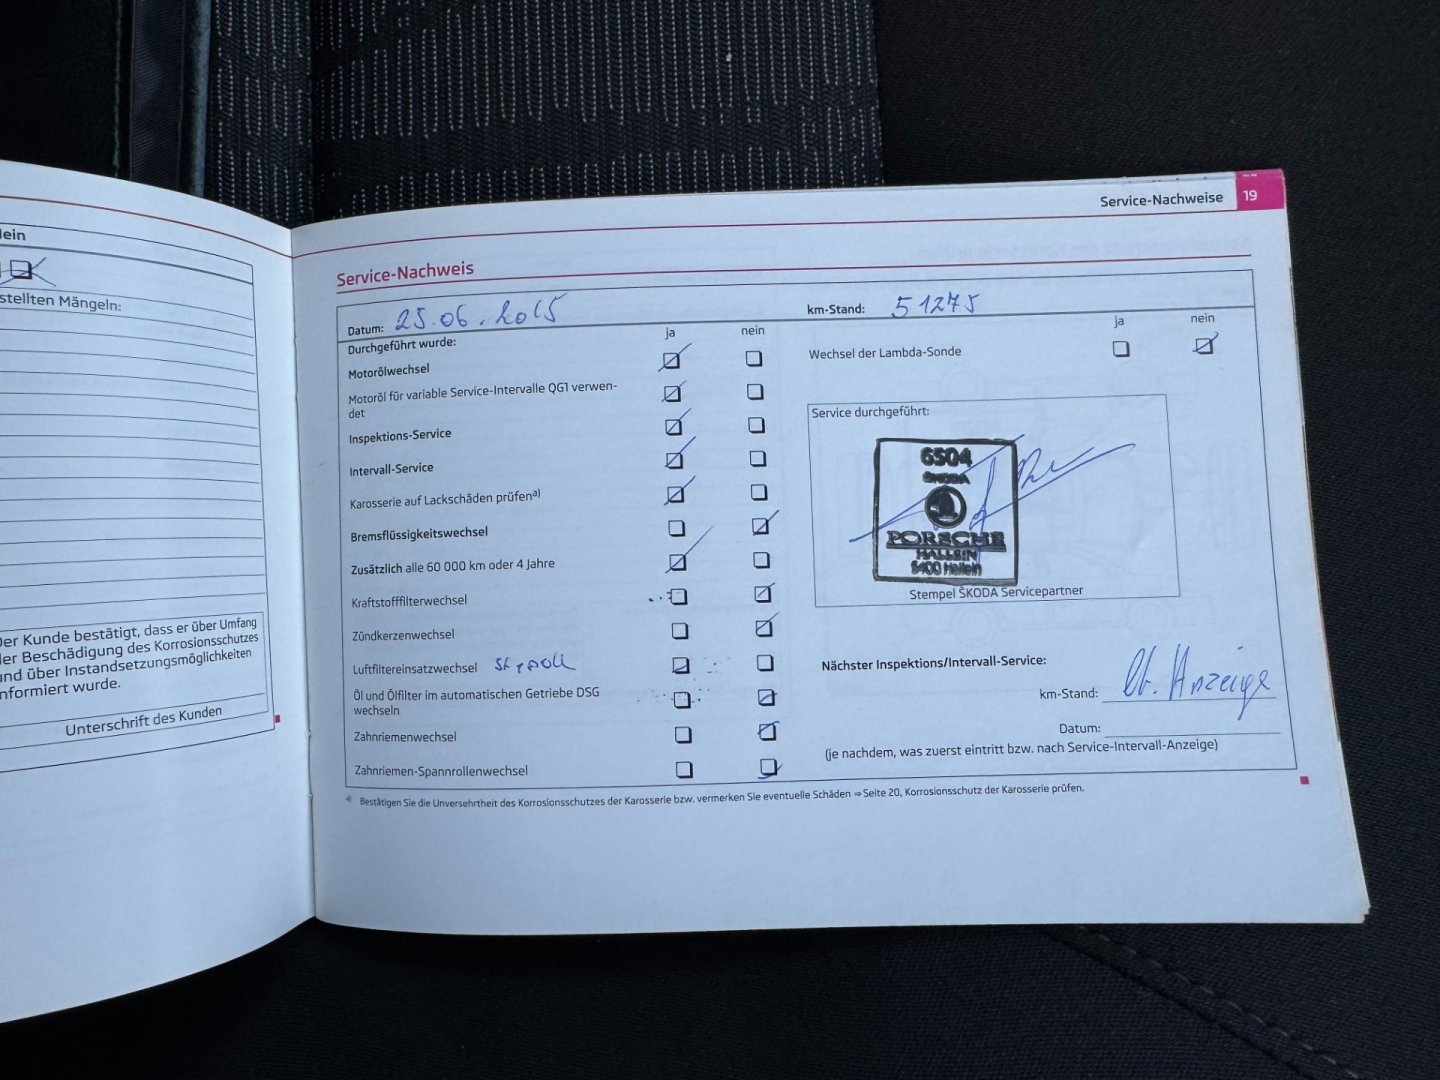 lein
stellten Mängeln:
Der Kunde bestätigt, dass er über Umfang
der Beschädigung des Korrosionsschutzes
und über Instandsetzungsmöglichkeiten
informiert wurde.
Unterschrift des Kunden
Service-Nachweise 19
Service-Nachweis
Datum: 25.06.2015 km-Stand: 51275
Durchgeführt wurde: ja nein ja nein
Motorölwechsel
Wechsel der Lambda-Sonde
Motoröl für variable Service-Intervalle QG1 verwen-
det
Inspektions-Service
Intervall-Service
Karosserie auf Lackschäden prüfen a)
Bremsflüssigkeitswechsel
Zusätzlich alle 60 000 km oder 4 Jahre
Kraftstofffilterwechsel
Zündkerzenwechsel
Luftfiltereinsatzwechsel
Öl und Ölfilter im automatischen Getriebe DSG
wechseln
Zahnriemenwechsel
Zahnriemen-Spannrollenwechsel
Service durchgeführt:
6504
ŠKODA
PORSCHE
HALLEIN
5400 Hallein
Stempel ŠKODA Servicepartner
Nächster Inspektions/Intervall-Service:
km-Stand: lt. Anzeige
Datum:
(je nachdem, was zuerst eintritt bzw. nach Service-Intervall-Anzeige)
a) Bestätigen Sie die Unversehrtheit des Korrosionsschutzes der Karosserie bzw. vermerken Sie eventuelle Schäden ⇒ Seite 20, Korrosionsschutz der Karosserie prüfen.